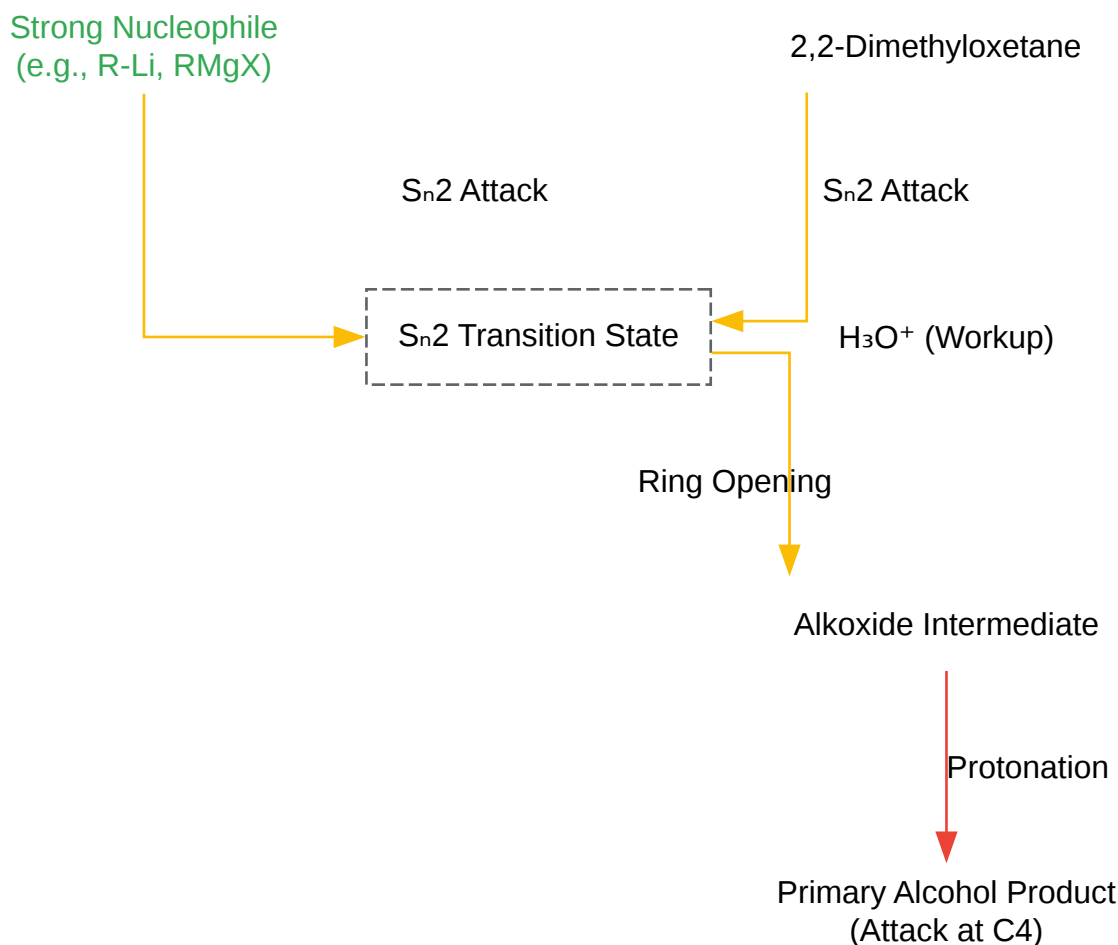 Strong Nucleophile
(e.g., R-Li, RMgX)
2,2-Dimethyloxetane
Sₙ2 Attack
Sₙ2 Attack
Sₙ2 Transition State
H₃O⁺ (Workup)
Ring Opening
Alkoxide Intermediate
Protonation
Primary Alcohol Product
(Attack at C4)